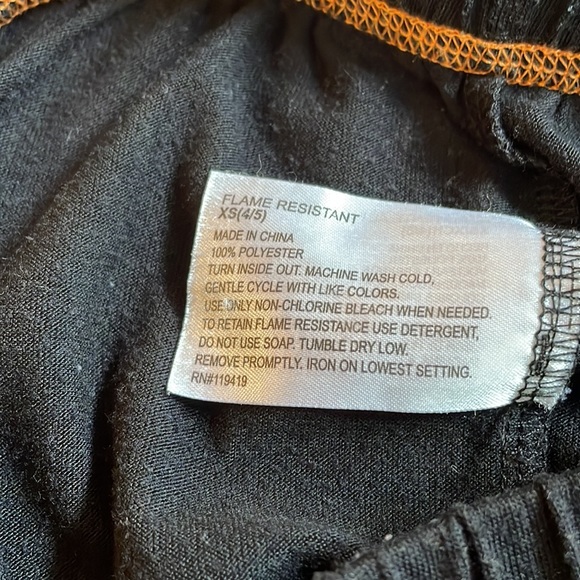 FLAME RESISTANT
XS(4/5)
MADE IN CHINA
100% POLYESTER
TURN INSIDE OUT. MACHINE WASH COLD,
GENTLE CYCLE WITH LIKE COLORS.
USE ONLY NON-CHLORINE BLEACH WHEN NEEDED.
TO RETAIN FLAME RESISTANCE USE DETERGENT,
DO NOT USE SOAP. TUMBLE DRY LOW.
REMOVE PROMPTLY. IRON ON LOWEST SETTING.
RN#119419